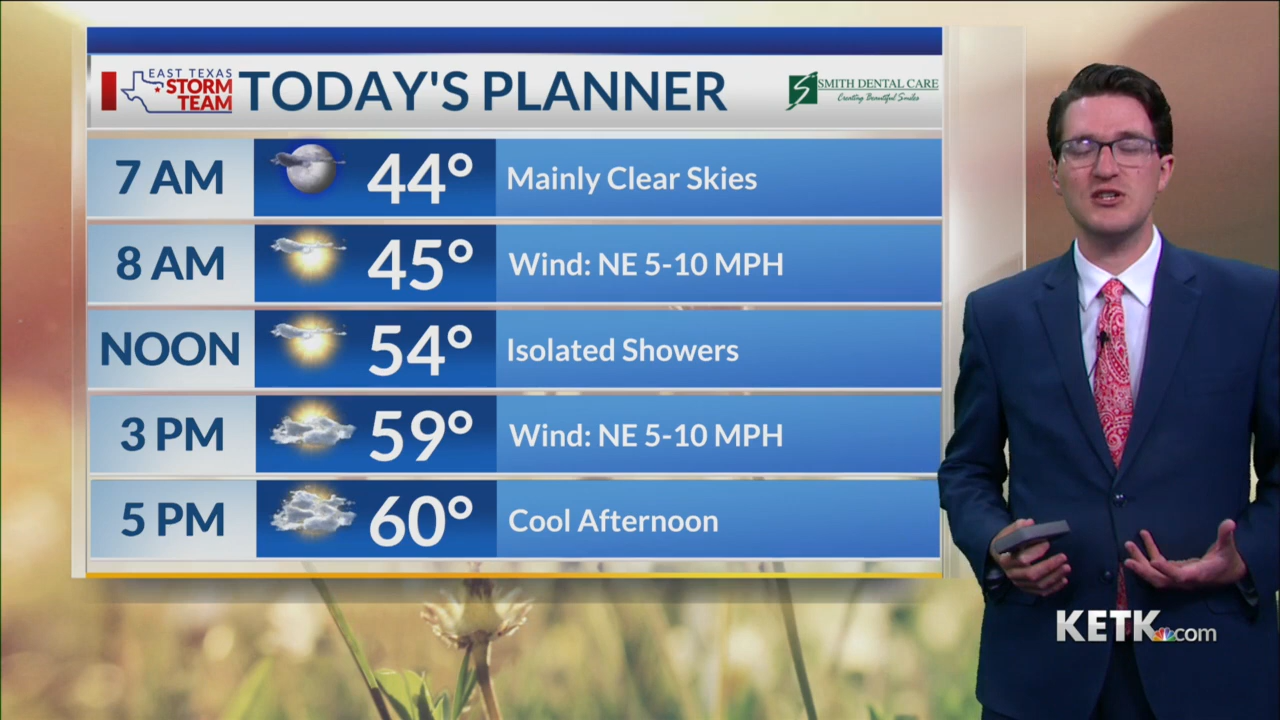 EAST TEXAS
STORM
TEAM
TODAY'S PLANNER
SMITH DENTAL CARE
Creating Beautiful Smiles
7 AM 44° Mainly Clear Skies
8 AM 45° Wind: NE 5-10 MPH
NOON 54° Isolated Showers
3 PM 59° Wind: NE 5-10 MPH
5 PM 60° Cool Afternoon
KETK.com